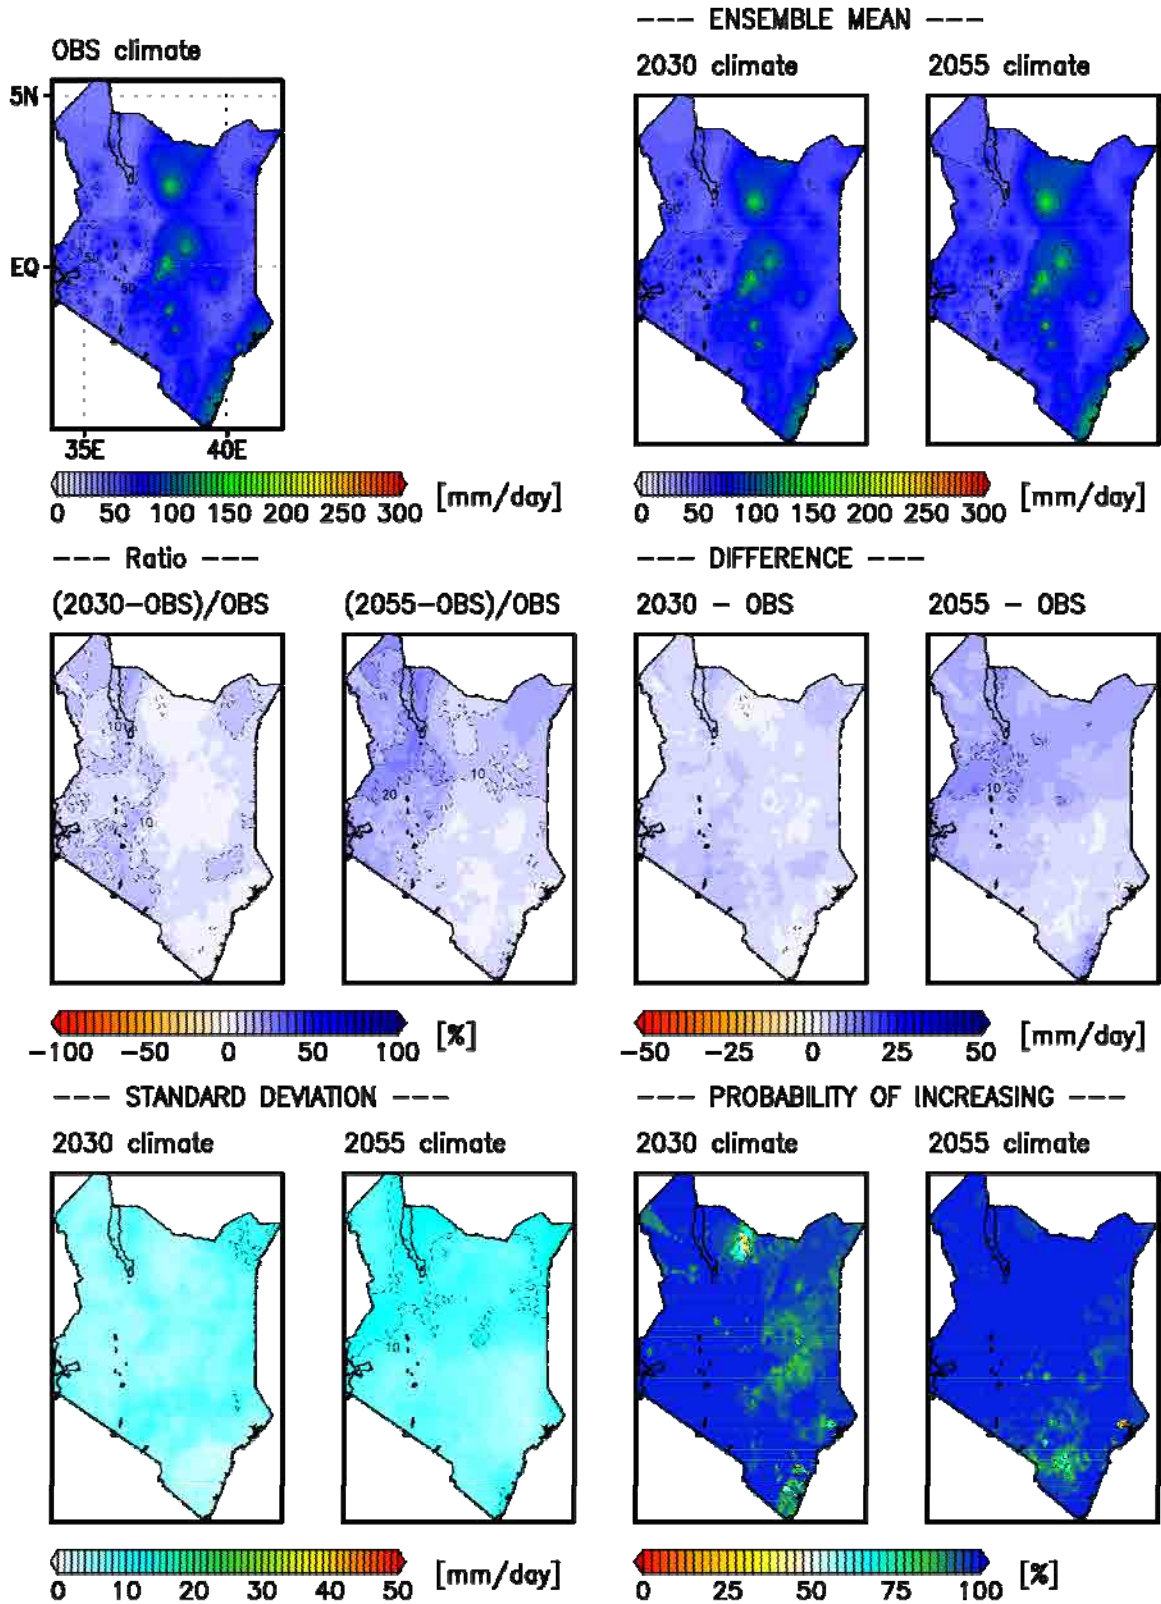 --- ENSEMBLE MEAN ---
OBS climate
2030 climate 2055 climate
5N
EQ
50
50
50
35E 40E
0 50 100 150 200 250 300 [mm/day]
0 50 100 150 200 250 300 [mm/day]
--- Ratio ---
--- DIFFERENCE ---
(2030-OBS)/OBS (2055-OBS)/OBS
2030 - OBS 2055 - OBS
10
10
10
20
10
-100 -50 0 50 100 [%]
-50 -25 0 25 50 [mm/day]
--- STANDARD DEVIATION ---
--- PROBABILITY OF INCREASING ---
2030 climate 2055 climate
2030 climate 2055 climate
10
0 10 20 30 40 50 [mm/day]
0 25 50 75 100 [%]